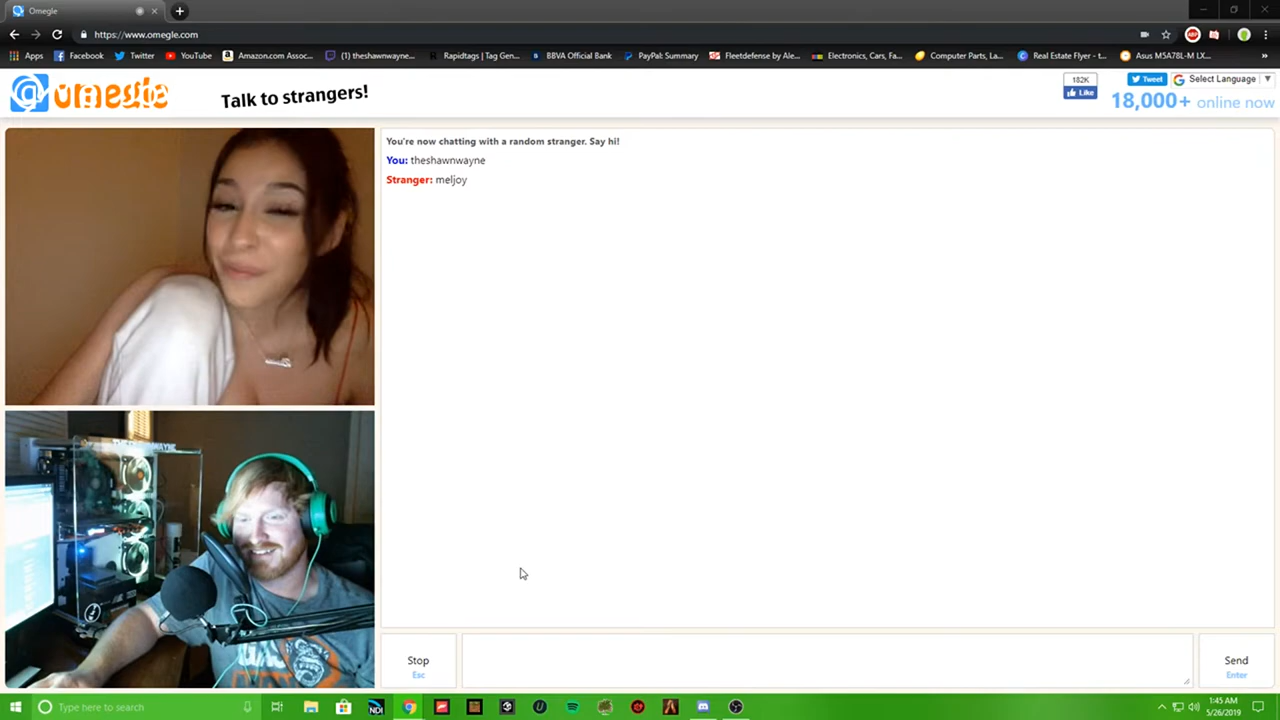 Omegle
https://www.omegle.com
Apps Facebook Twitter YouTube Amazon.com Assoc... (1) theshawnwayne... Rapidtags | Tag Gen... BBVA Official Bank PayPal: Summary Fleetdefense by Ale... Electronics, Cars, Fa... Computer Parts, La... Real Estate Flyer - t... Asus M5A78L-M LX...
omegle
Talk to strangers!
182K
Like
Tweet
Select Language
18,000+ online now
You're now chatting with a random stranger. Say hi!
You: theshawnwayne
Stranger: meljoy
Stop
Esc
Send
Enter
Type here to search
1:45 AM
5/26/2019